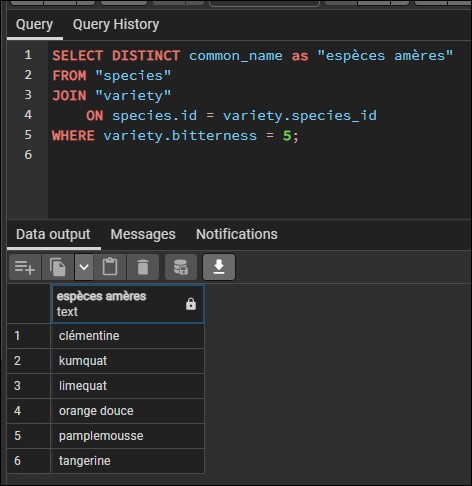 Query Query History
1 SELECT DISTINCT common_name as "espèces amères"
2 FROM "species"
3 JOIN "variety"
4 ON species.id = variety.species_id
5 WHERE variety.bitterness = 5;
6
Data output Messages Notifications
espèces amères
text
1 clémentine
2 kumquat
3 limequat
4 orange douce
5 pamplemousse
6 tangerine